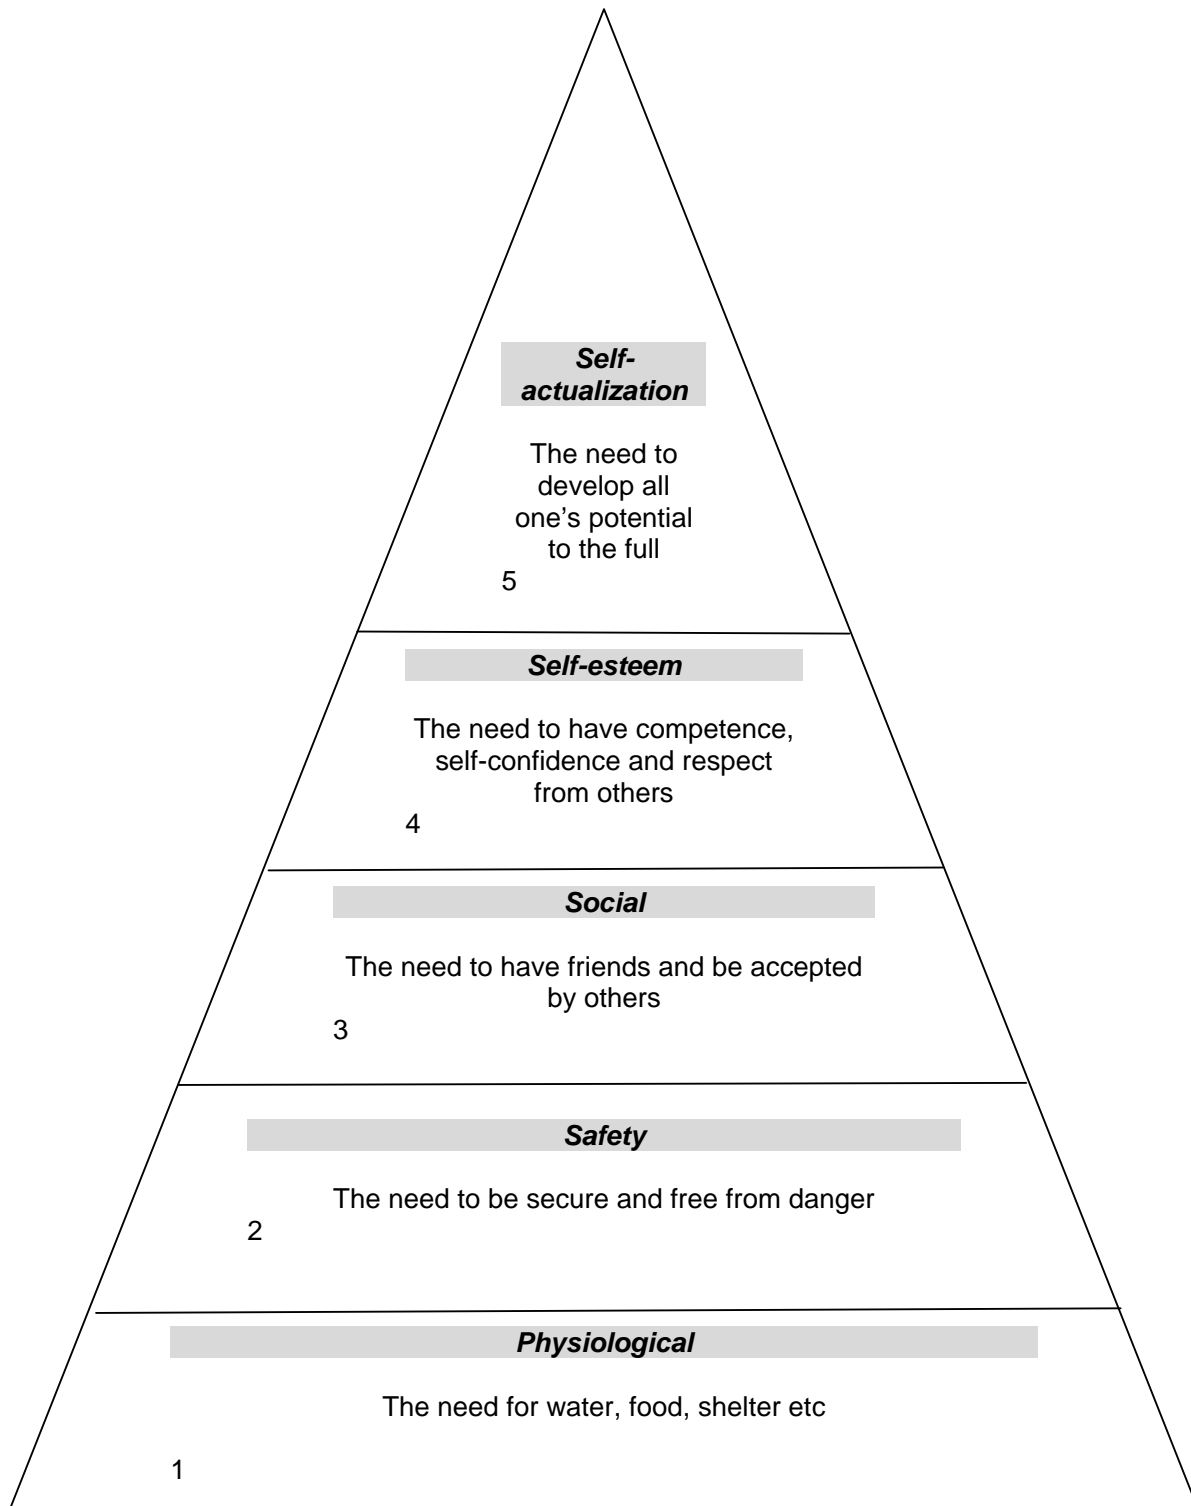 Self-
actualization
The need to
develop all
one’s potential
to the full
5
Self-esteem
The need to have competence,
self-confidence and respect
from others
4
Social
The need to have friends and be accepted
by others
3
Safety
The need to be secure and free from danger
2
Physiological
The need for water, food, shelter etc
1